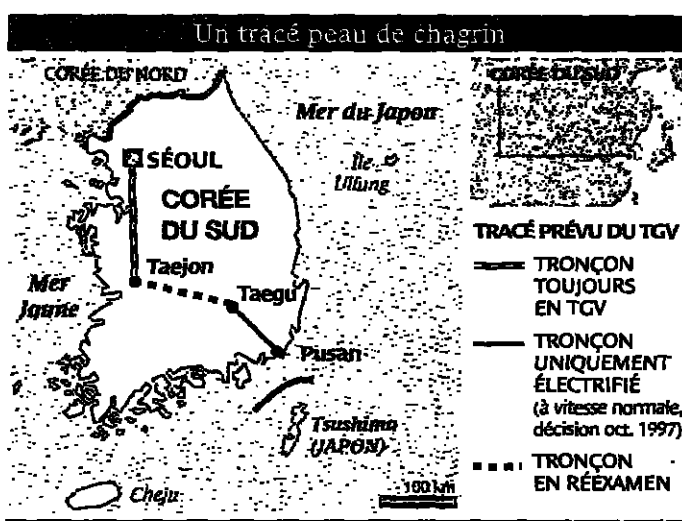 Un tracé peau de chagrin
CORÉE DU NORD
CORÉE DU SUD
Mer du Japon
Île
Ullung
SÉOUL
CORÉE
DU SUD
TRACÉ PRÉVU DU TGV
Taejon
TRONÇON
TOUJOURS
EN TGV
Mer
Jaune
Taegu
Pusan
TRONÇON
UNIQUEMENT
ÉLECTRIFIÉ
(à vitesse normale,
décision oct. 1997)
Tsushima
(JAPON)
TRONÇON
EN RÉEXAMEN
Cheju
100 km